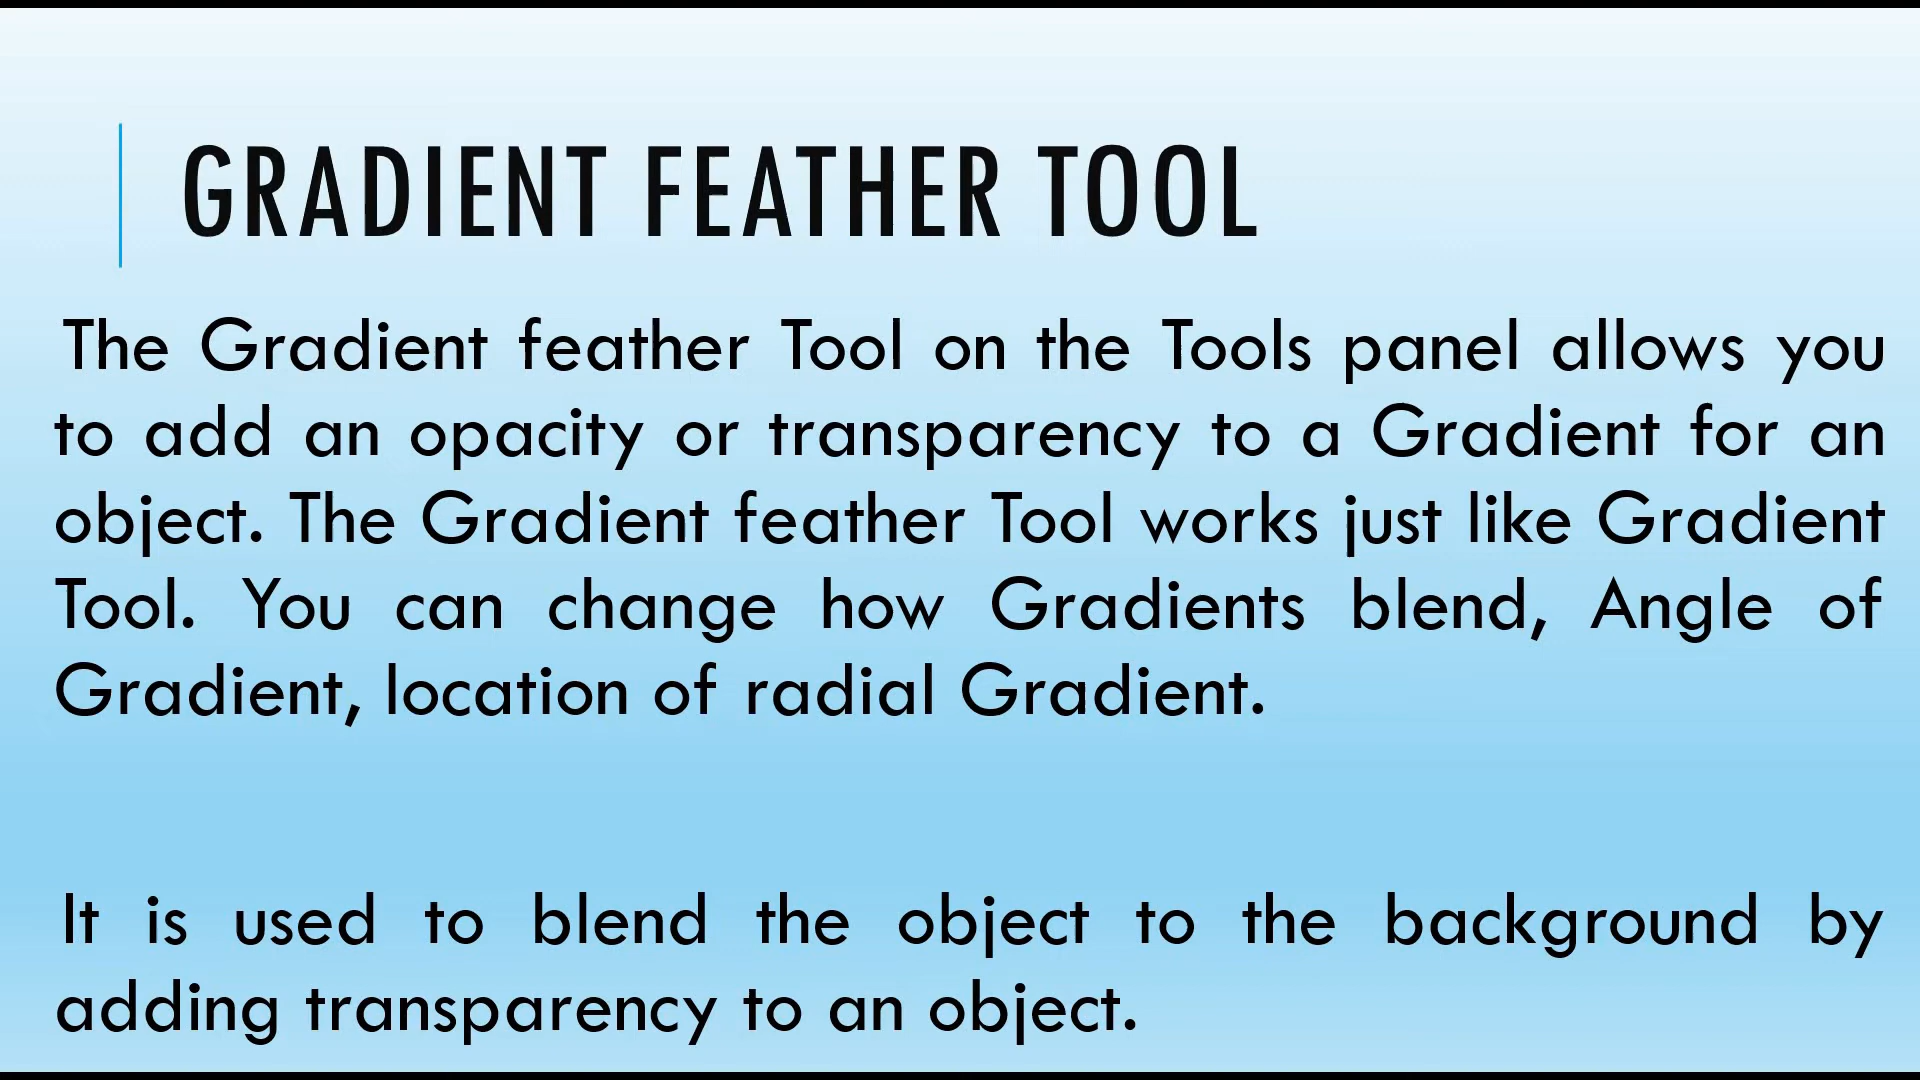 GRADIENT FEATHER TOOL
The Gradient feather Tool on the Tools panel allows you
to add an opacity or transparency to a Gradient for an
object. The Gradient feather Tool works just like Gradient
Tool. You can change how Gradients blend, Angle of
Gradient, location of radial Gradient.
It is used to blend the object to the background by
adding transparency to an object.